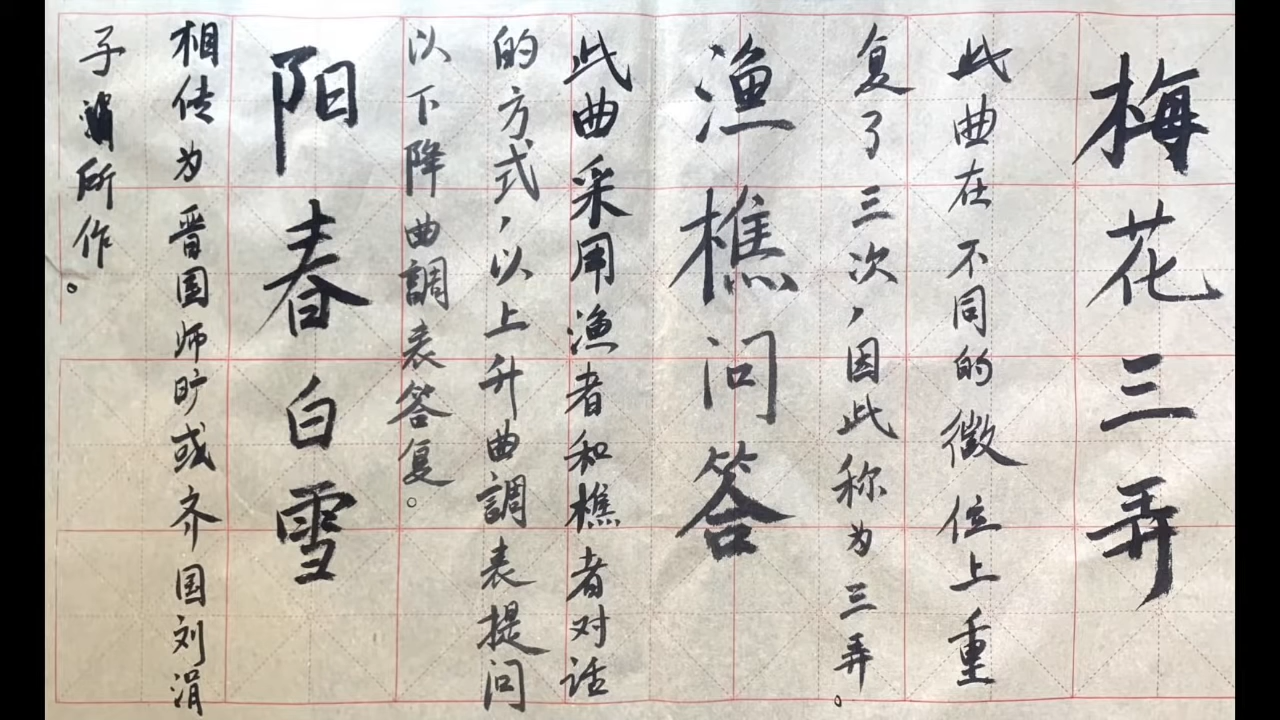 梅花三弄
此曲在不同的徽位上重
复了三次，因此称为三弄。
渔樵问答
此曲采用渔者和樵者对话
的方式，以上升曲調表提问
以下降曲調表答复。
阳春白雪
相传为晋国师旷或齐国刘涓
子所作。